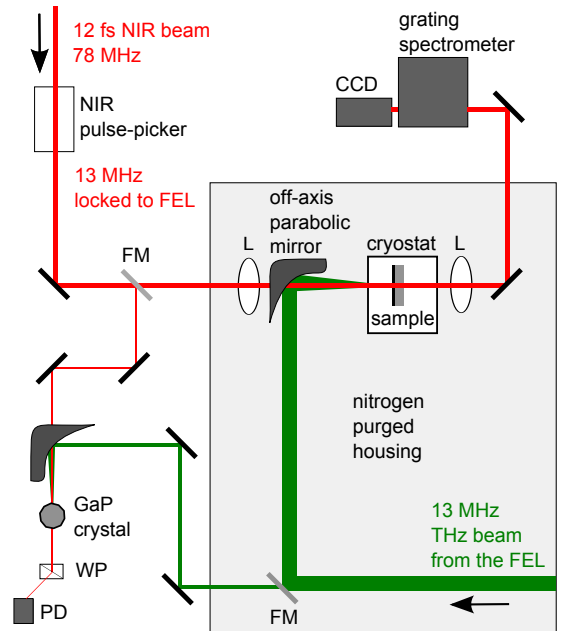 12 fs NIR beam
78 MHz
NIR
pulse-picker
13 MHz
locked to FEL
grating
spectrometer
CCD
off-axis
parabolic
mirror
FM
L
cryostat
L
sample
nitrogen
purged
housing
GaP
crystal
13 MHz
THz beam
from the FEL
WP
PD
FM